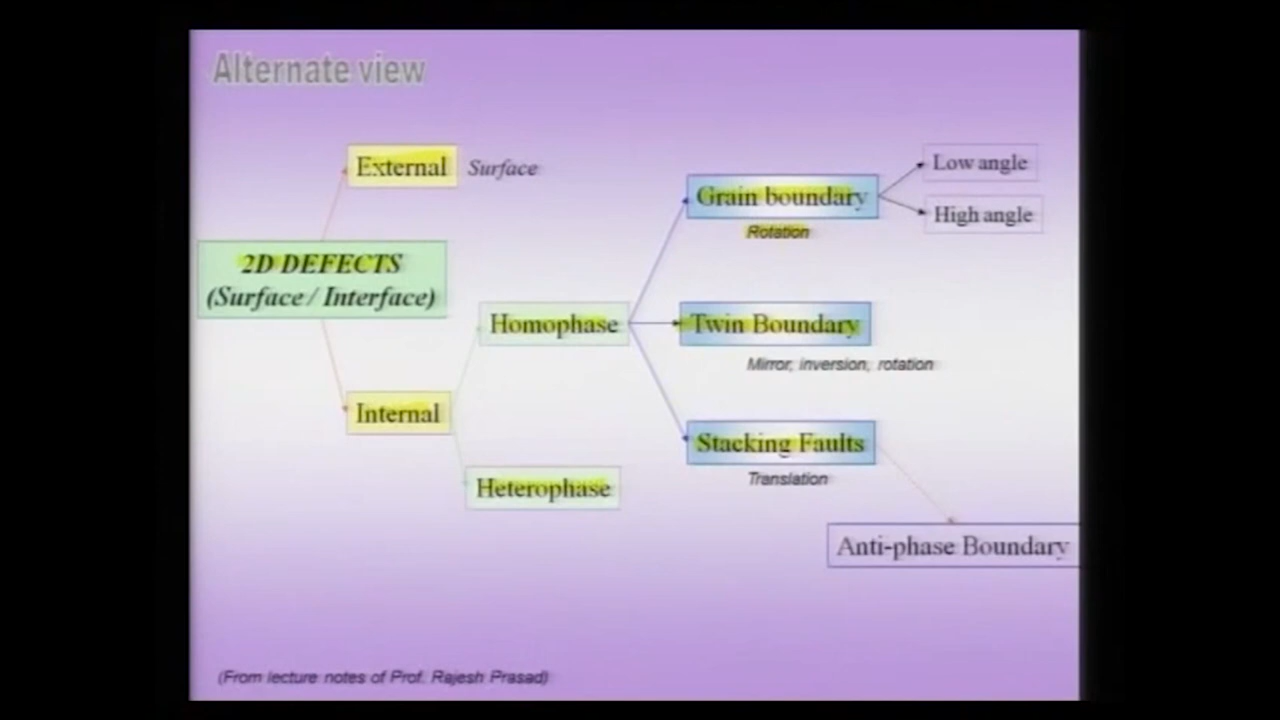 Alternate view
External
Surface
Low angle
Grain boundary
High angle
Rotation
2D DEFECTS
(Surface / Interface)
Homophase
Twin Boundary
Mirror, inversion, rotation
Internal
Stacking Faults
Translation
Heterophase
Anti-phase Boundary
(From lecture notes of Prof. Rajesh Prasad)